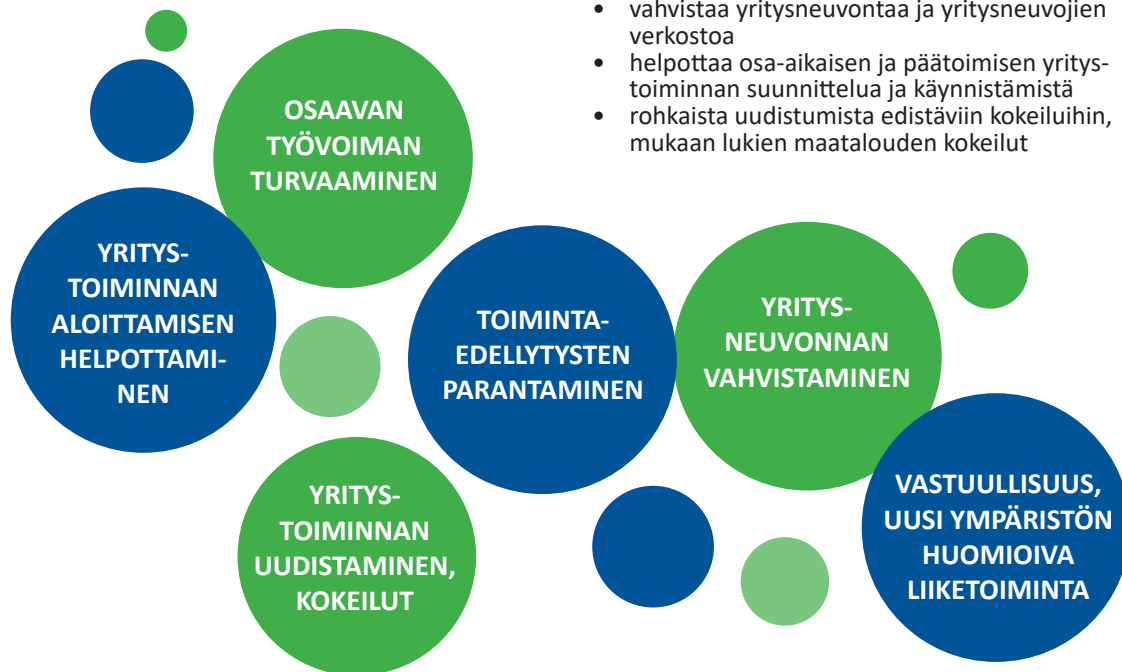 • vahvistaa yritysneuvontaa ja yritysneuvojien
verkostoa
• helpottaa osa-aikaisen ja päätoimisen yritys-
toiminnan suunnittelua ja käynnistämistä
• rohkaista uudistumista edistäviin kokeiluihin,
mukaan lukien maatalouden kokeilut
OSAAVAN
TYÖVOIMAN
TURVAAMINEN
YRITYS-
TOIMINNAN
ALOITTAMISEN
HELPOTTAMI-
NEN
TOIMINTA-
EDELLYTYSTEN
PARANTAMINEN
YRITYS-
NEUVONNAN
VAHVISTAMINEN
YRITYS-
TOIMINNAN
UUDISTAMINEN,
KOKEILUT
VASTUULLISUUS,
UUSI YMPÄRISTÖN
HUOMIOIVA
LIIKETOIMINTA